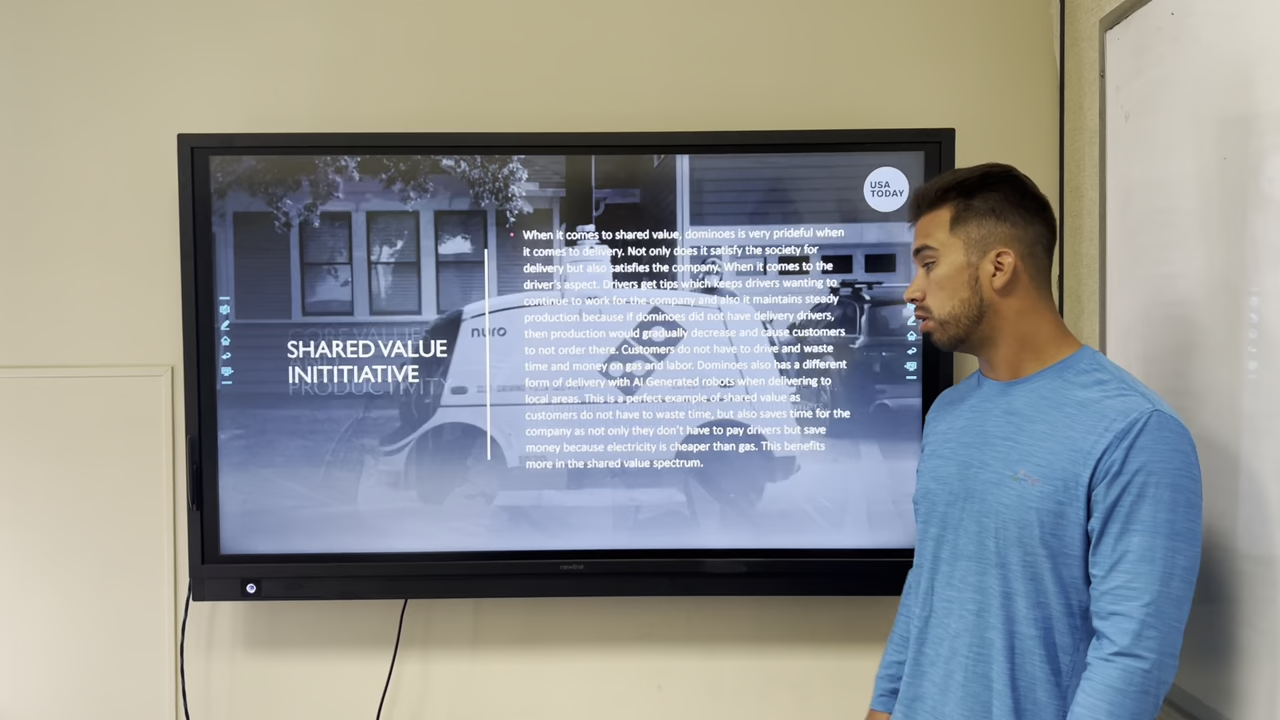 USA
TODAY
When it comes to shared value, dominoes is very prideful when
it comes to delivery. Not only does it satisfy the society for
delivery but also satisfies the company. When it comes to the
driver's aspect. Drivers get tips which keeps drivers wanting to
continue to work for the company and also it maintains steady
production because if dominoes did not have delivery drivers,
then production would gradually decrease and cause customers
to not order there. Customers do not have to drive and waste
time and money on gas and labor. Dominoes also has a different
form of delivery with AI Generated robots when delivering to
local areas. This is a perfect example of shared value as
customers do not have to waste time, but also saves time for the
company as not only they don't have to pay drivers but save
money because electricity is cheaper than gas. This benefits
more in the shared value spectrum.
nuro
CORE VALUES
SHARED VALUE
INITITIATIVE
PRODUCTIVITY
newline